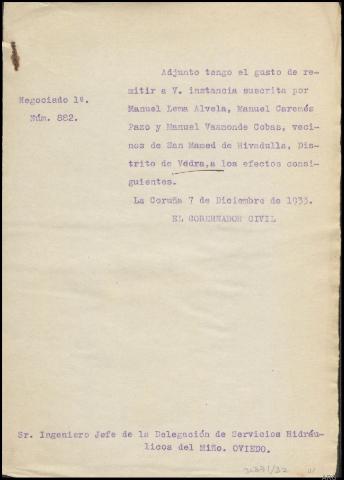 Adjunto tengo el gusto de re-
mitir a V. instancia suscrita por
Negociado 1º.
Manuel Lema Alvela, Manuel Caremés
Núm. 882.
Pazo y Manuel Vaamonde Cobas, veci-
nos de San Mamed de Rivadulla, Dis-
trito de Vedra,a los efectos consi-
guientes.
La Coruña 7 de Diciembre de 1933.
EL GOBERNADOR CIVIL
Sr. Ingeniero Jefe de la Delegación de Servicios Hidráu-
licos del Miño. OVIEDO.